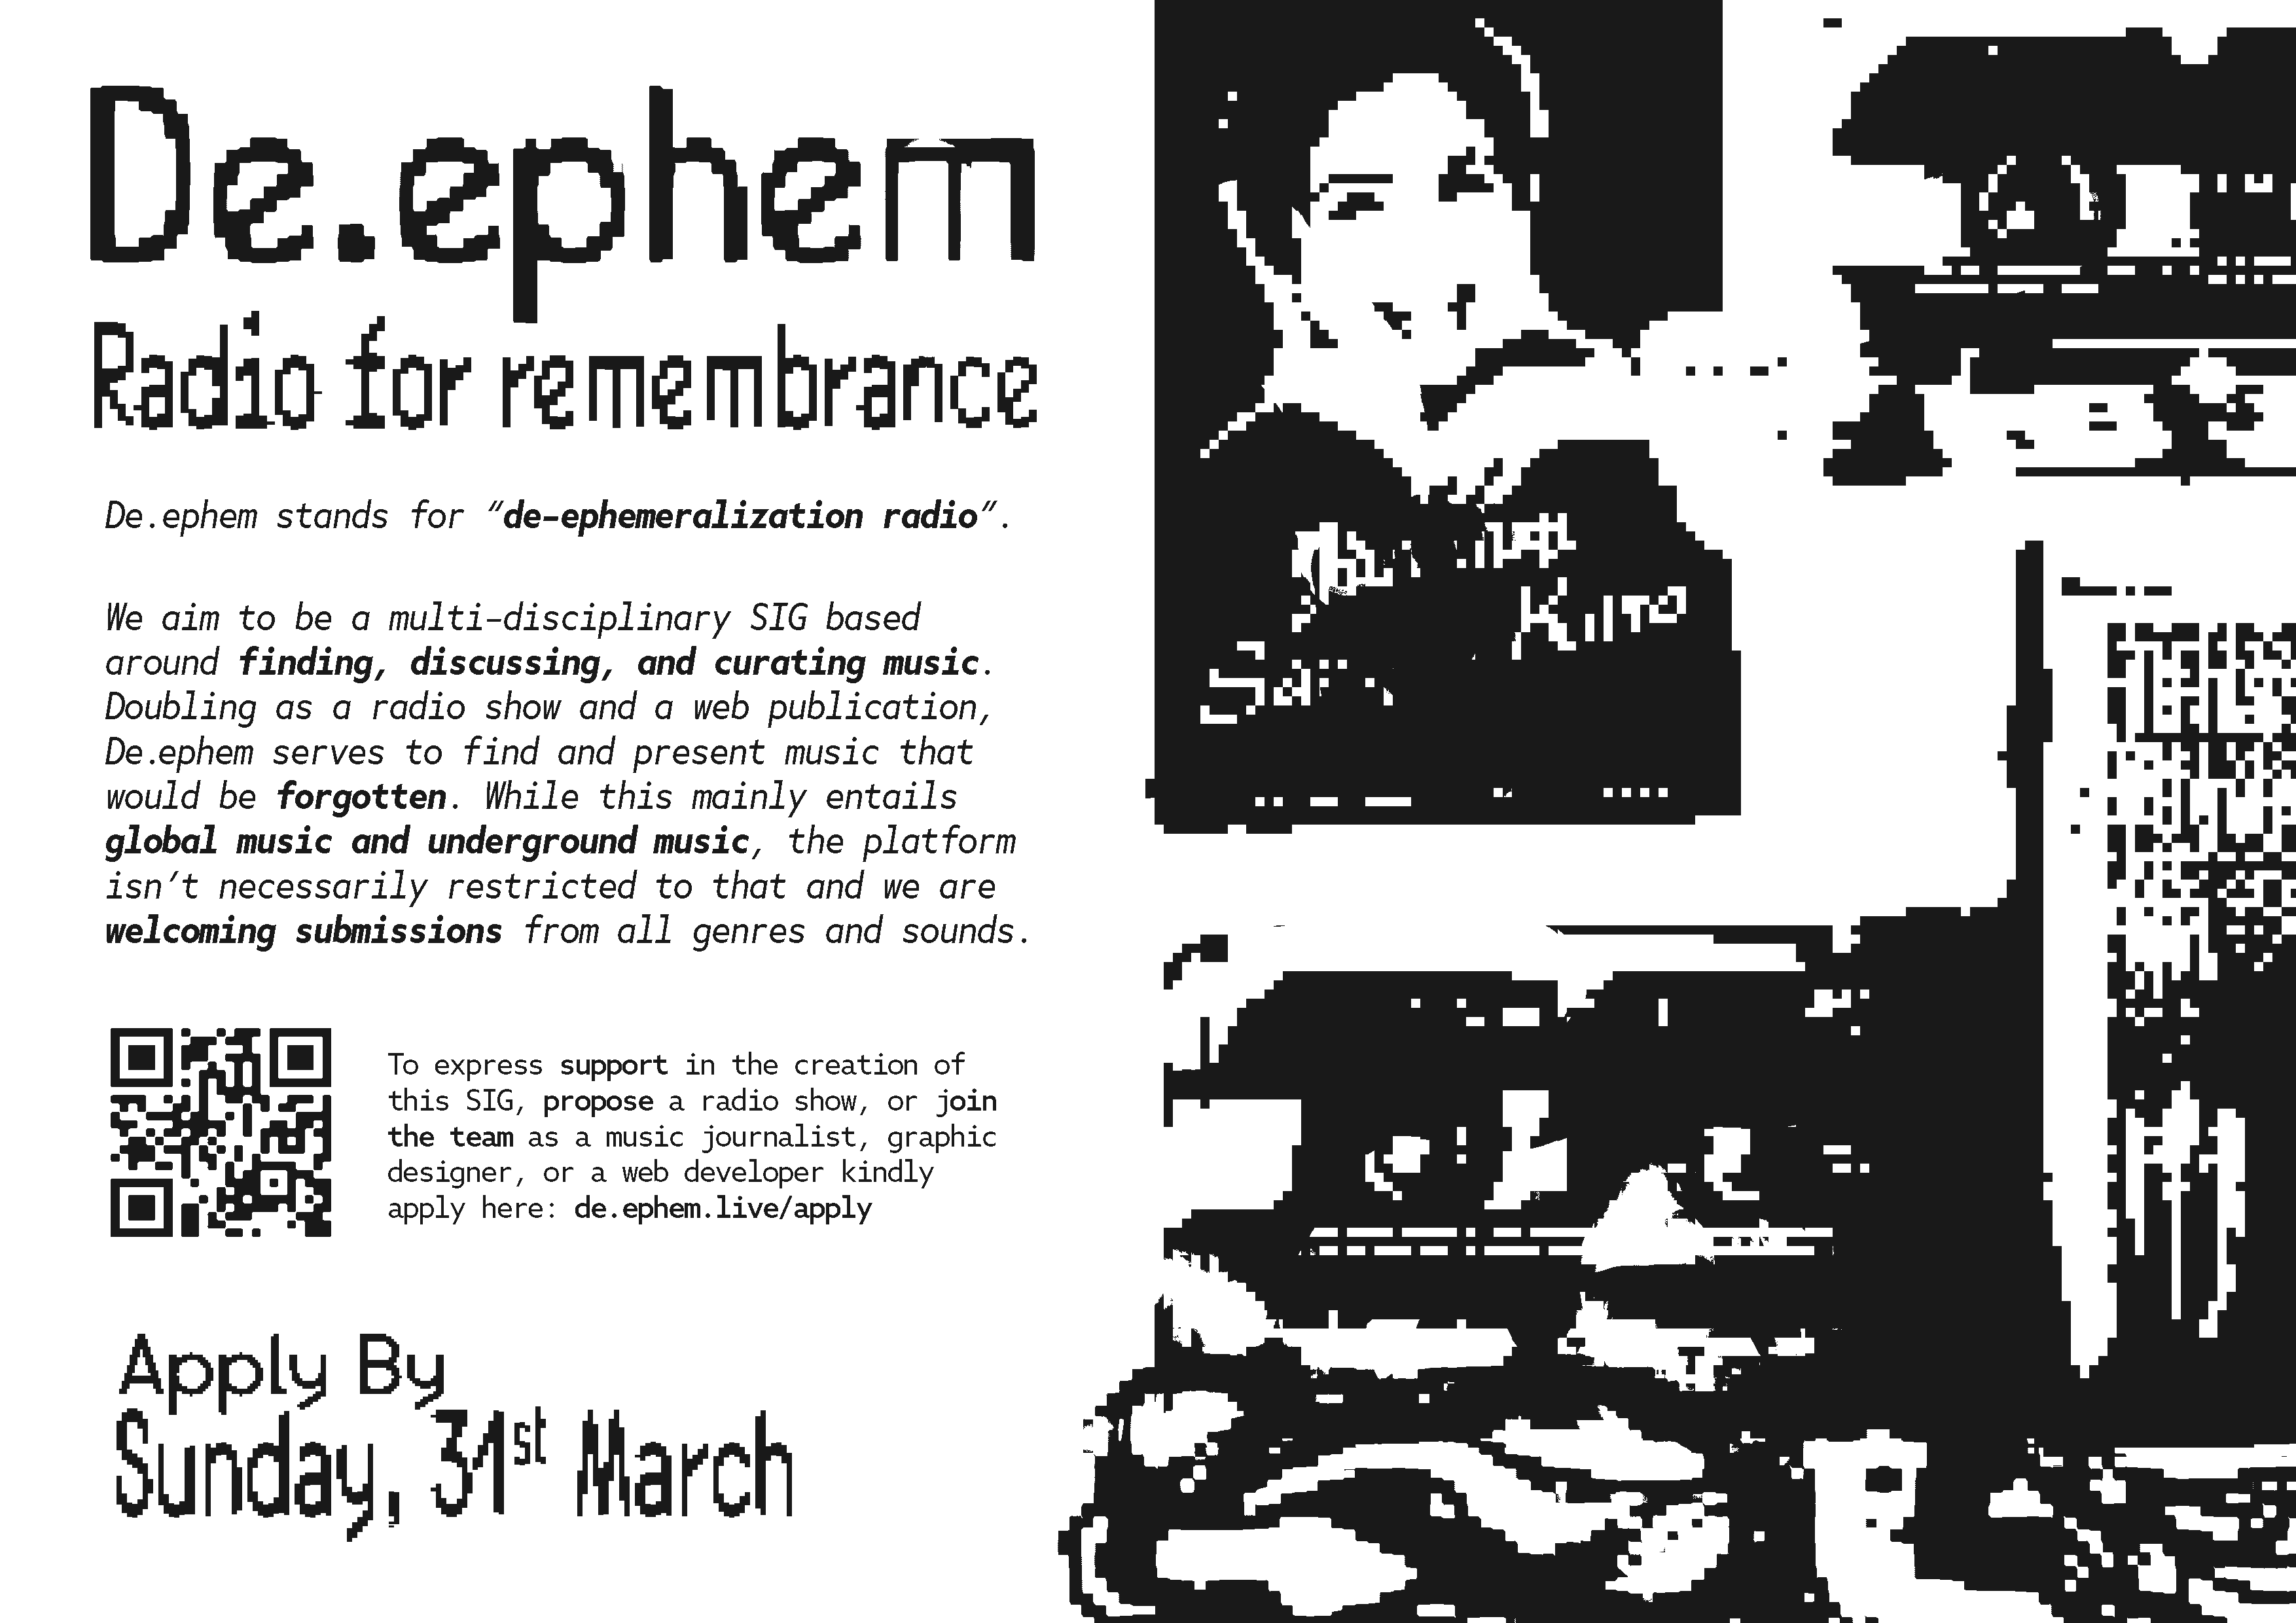 De.ephem
Radio for remembrance
De.ephem stands for "de-ephemeralization radio".
We aim to be a multi-disciplinary SIG based
around finding, discussing, and curating music.
Doubling as a radio show and a web publication,
De.ephem serves to find and present music that
would be forgotten. While this mainly entails
global music and underground music, the platform
isn't necessarily restricted to that and we are
welcoming submissions from all genres and sounds.
To express support in the creation of
this SIG, propose a radio show, or join
the team as a music journalist, graphic
designer, or a web developer kindly
apply here: de.ephem.live/apply
Apply By
Sunday, 31st March